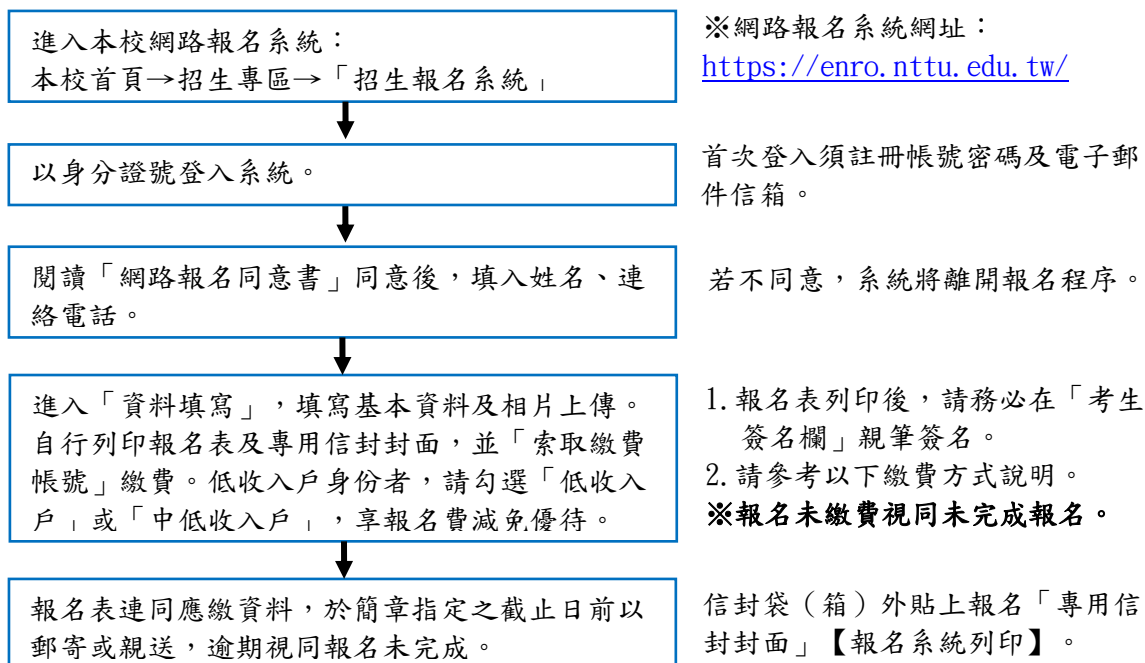 進入本校網路報名系統：
本校首頁→招生專區→「招生報名系統」
※網路報名系統網址：
https://enro.nttu.edu.tw/
以身分證號登入系統。
首次登入須註冊帳號密碼及電子郵
件信箱。
閱讀「網路報名同意書」同意後，填入姓名、連
絡電話。
若不同意，系統將離開報名程序。
進入「資料填寫」，填寫基本資料及相片上傳。
自行列印報名表及專用信封封面，並「索取繳費
帳號」繳費。低收入戶身份者，請勾選「低收入
戶」或「中低收入戶」，享報名費減免優待。
1.報名表列印後，請務必在「考生
簽名欄」親筆簽名。
2.請參考以下繳費方式說明。
※報名未繳費視同未完成報名。
報名表連同應繳資料，於簡章指定之截止日前以
郵寄或親送，逾期視同報名未完成。
信封袋（箱）外貼上報名「專用信
封封面」【報名系統列印】。